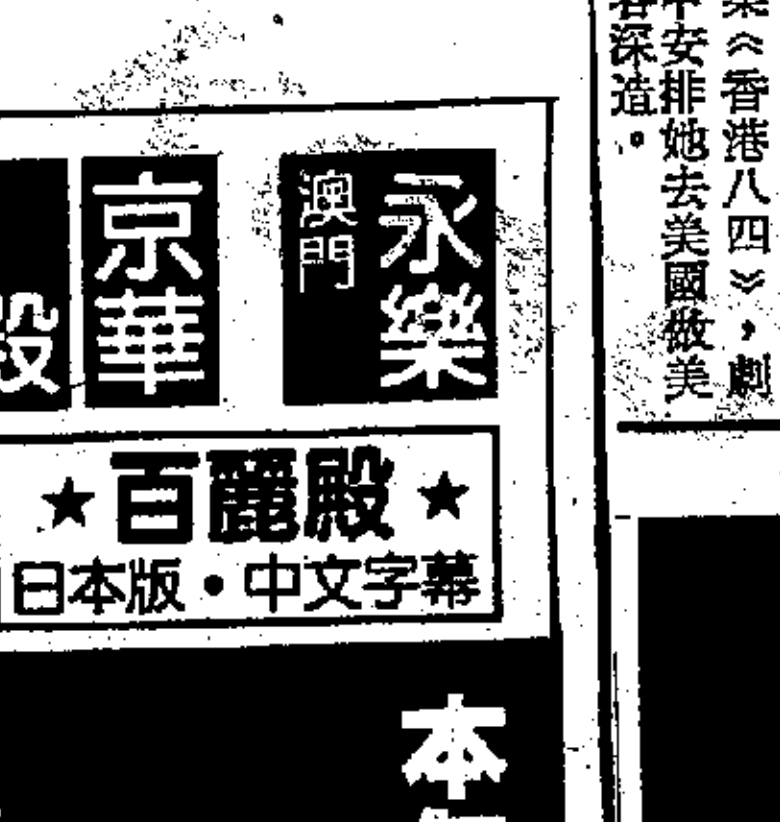 《香港八四》，劇
安排她去美國做美
深造。
永樂
澳門
京華
殿
★百麗殿★
日本版・中文字幕
本